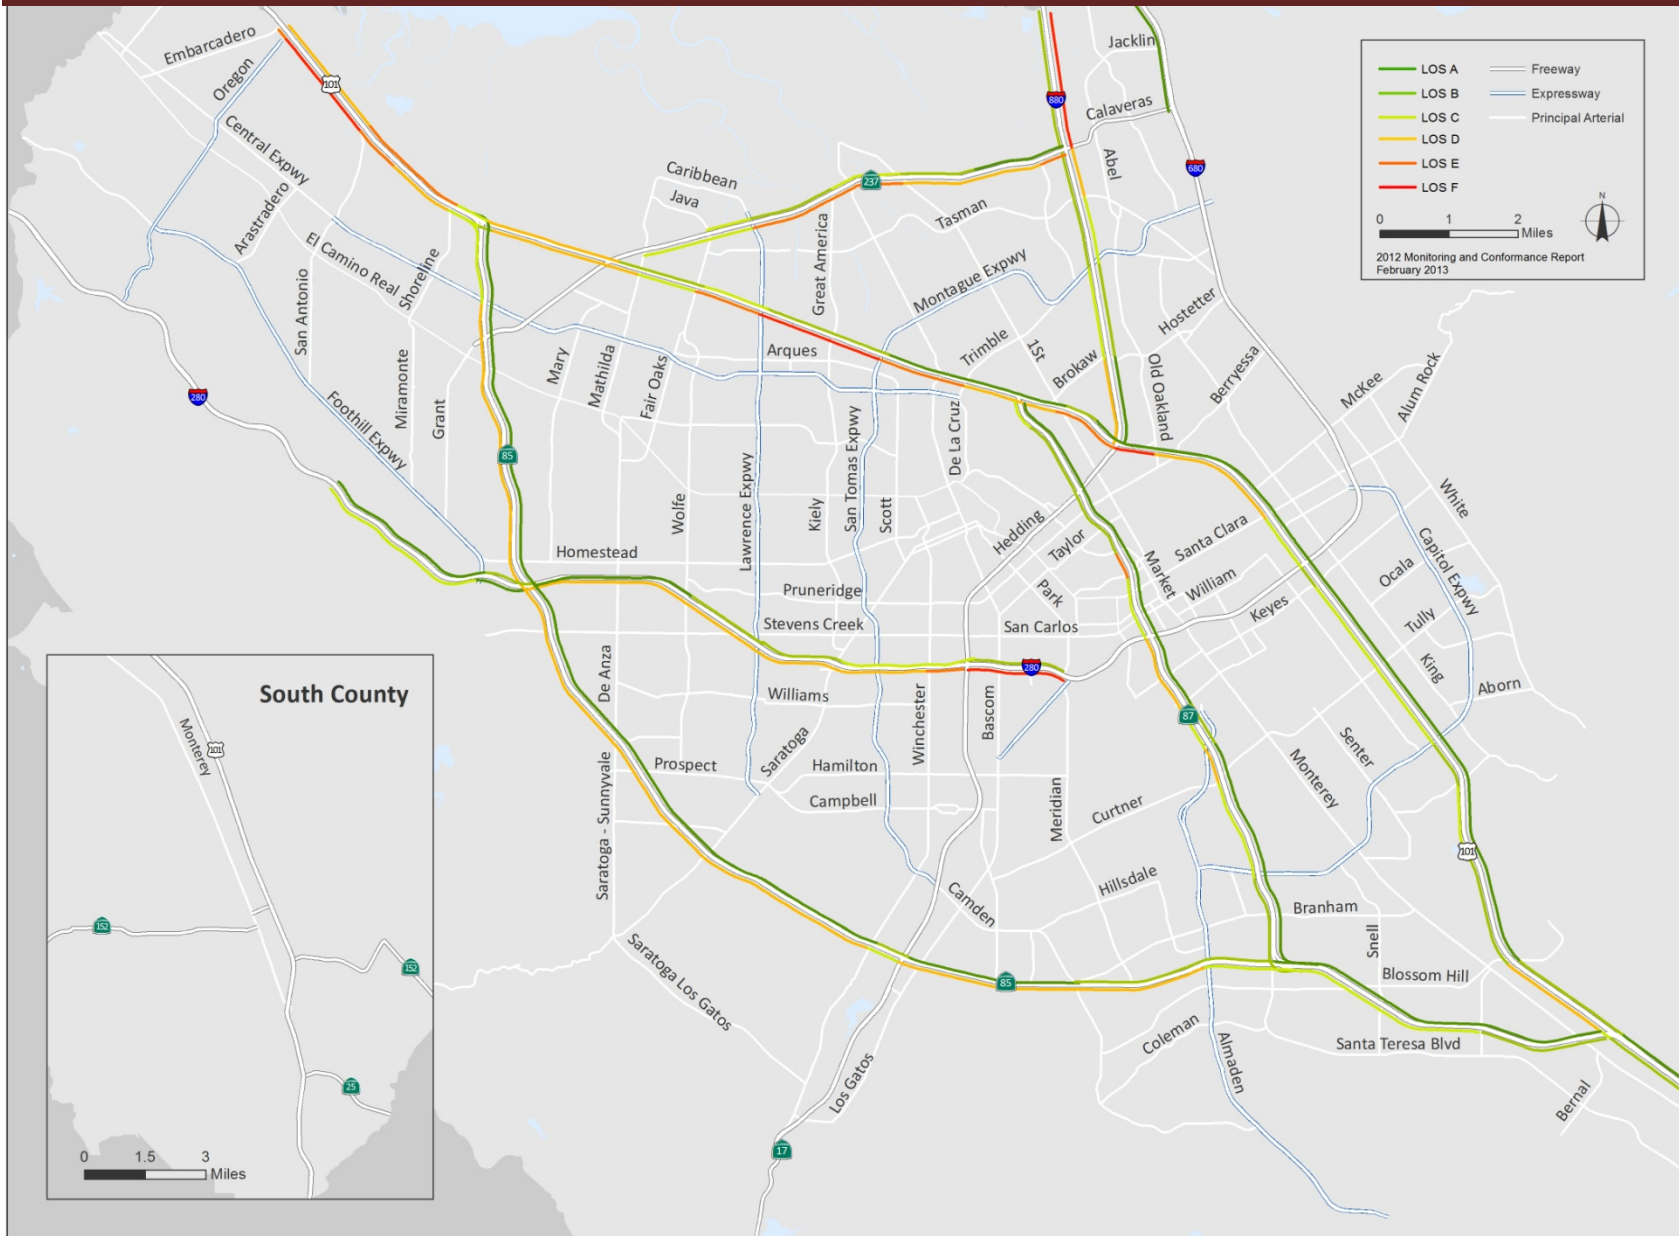 Embarcadero
Oregon
101
Central Expwy
Arastradero
El Camino Real
San Antonio
Shoreline
Miramonte
Grant
280
Foothill Expwy
85
Caribbean
Java
237
Tasman
Great America
Montague Expwy
Mary
Mathilda
Fair Oaks
Arques
Trimble
1St
Brokaw
Old Oakland
Hostetter
Berryessa
Jacklin
880
Calaveras
Abel
680
LOS A
LOS B
LOS C
LOS D
LOS E
LOS F
Freeway
Expressway
Principal Arterial
N
0 1 2
Miles
2012 Monitoring and Conformance Report
February 2013
McKee
Alum Rock
White
Capitol Expwy
Ocala
Tully
King
Aborn
Wolfe
Lawrence Expwy
Kiely
San Tomas Expwy
Scott
De La Cruz
Homestead
Pruneridge
Stevens Creek
Hedding
Taylor
Park
Market
Santa Clara
William
Keyes
San Carlos
280
Williams
De Anza
Winchester
Bascom
87
Prospect
Saratoga
Hamilton
Campbell
Saratoga - Sunnyvale
Meridian
Curtner
Monterey
Senter
101
Camden
Hillsdale
Branham
Snell
Blossom Hill
85
Saratoga Los Gatos
Los Gatos
17
Coleman
Almaden
Santa Teresa Blvd
Bernal
South County
Monterey
101
152
152
25
0 1.5 3
Miles